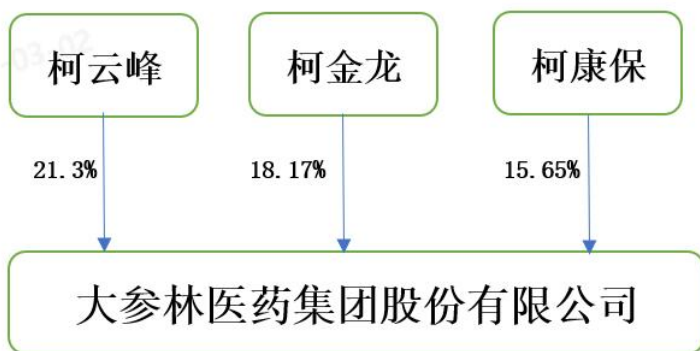 柯云峰
柯金龙
柯康保
21.3%
18.17%
15.65%
大参林医药集团股份有限公司